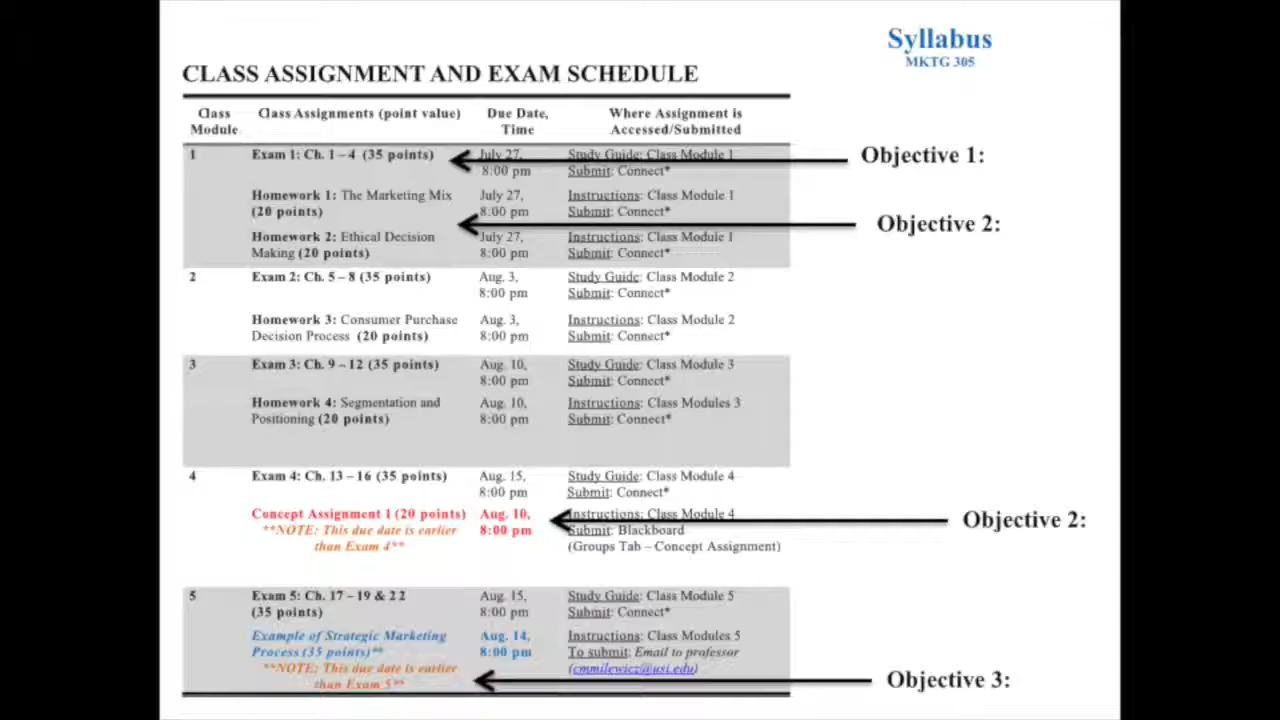 Syllabus
MKTG 305
CLASS ASSIGNMENT AND EXAM SCHEDULE
Class Module Class Assignments (point value) Due Date, Time Where Assignment is Accessed/Submitted
1 Exam 1: Ch. 1 – 4 (35 points) July 27, Study Guide: Class Module 1 Objective 1:
8:00 pm Submit: Connect*
Homework 1: The Marketing Mix July 27, Instructions: Class Module 1
(20 points) 8:00 pm Submit: Connect*
Objective 2:
Homework 2: Ethical Decision July 27, Instructions: Class Module 1
Making (20 points) 8:00 pm Submit: Connect*
2 Exam 2: Ch. 5 – 8 (35 points) Aug. 3, Study Guide: Class Module 2
8:00 pm Submit: Connect*
Homework 3: Consumer Purchase Aug. 3, Instructions: Class Module 2
Decision Process (20 points) 8:00 pm Submit: Connect*
3 Exam 3: Ch. 9 – 12 (35 points) Aug. 10, Study Guide: Class Module 3
8:00 pm Submit: Connect*
Homework 4: Segmentation and Aug. 10, Instructions: Class Modules 3
Positioning (20 points) 8:00 pm Submit: Connect*
4 Exam 4: Ch. 13 – 16 (35 points) Aug. 15, Study Guide: Class Module 4
8:00 pm Submit: Connect*
Concept Assignment 1 (20 points) Aug. 10, Instructions: Class Module 4 Objective 2:
**NOTE: This due date is earlier 8:00 pm Submit: Blackboard
than Exam 4** (Groups Tab – Concept Assignment)
5 Exam 5: Ch. 17 – 19 & 22 Aug. 15, Study Guide: Class Module 5
(35 points) 8:00 pm Submit: Connect*
Example of Strategic Marketing Aug. 14, Instructions: Class Modules 5
Process (35 points)** 8:00 pm To submit: Email to professor
**NOTE: This due date is earlier (cmmilewicz@usi.edu)
than Exam 5** Objective 3: